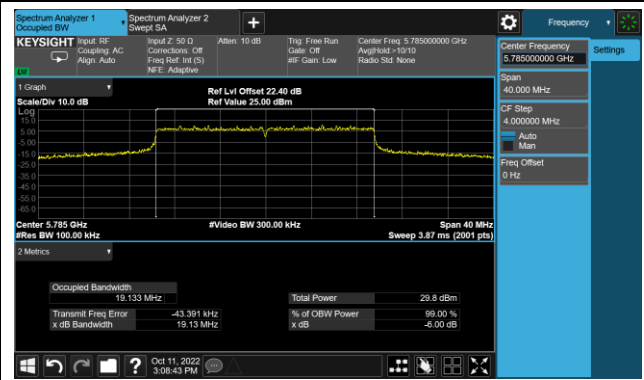 Spectrum Analyzer 1
Occupied BW
Spectrum Analyzer 2
Swept SA
+
Frequency
KEYSIGHT
Input: RF
Coupling: AC
Align: Auto
Input Z: 50 Ω
Corrections: Off
Freq Ref: Int (S)
NFE: Adaptive
Atten: 10 dB
Trig: Free Run
Gate: Off
#IF Gain: Low
Center Freq: 5.785000000 GHz
Avg|Hold:>10/10
Radio Std: None
Center Frequency
5.785000000 GHz
Settings
Span
40.000 MHz
CF Step
4.000000 MHz
Auto
Man
Freq Offset
0 Hz
1 Graph
Scale/Div 10.0 dB
Ref Lvl Offset 22.40 dB
Ref Value 25.00 dBm
Log
15.0
5.00
-5.00
-15.0
-25.0
-35.0
-45.0
-55.0
-65.0
Center 5.785 GHz
#Res BW 100.00 kHz
#Video BW 300.00 kHz
Span 40 MHz
Sweep 3.87 ms (2001 pts)
2 Metrics
Occupied Bandwidth
19.133 MHz
Transmit Freq Error -43.391 kHz
x dB Bandwidth 19.13 MHz
Total Power 29.8 dBm
% of OBW Power 99.00 %
x dB -6.00 dB
?
Oct 11, 2022
3:08:43 PM